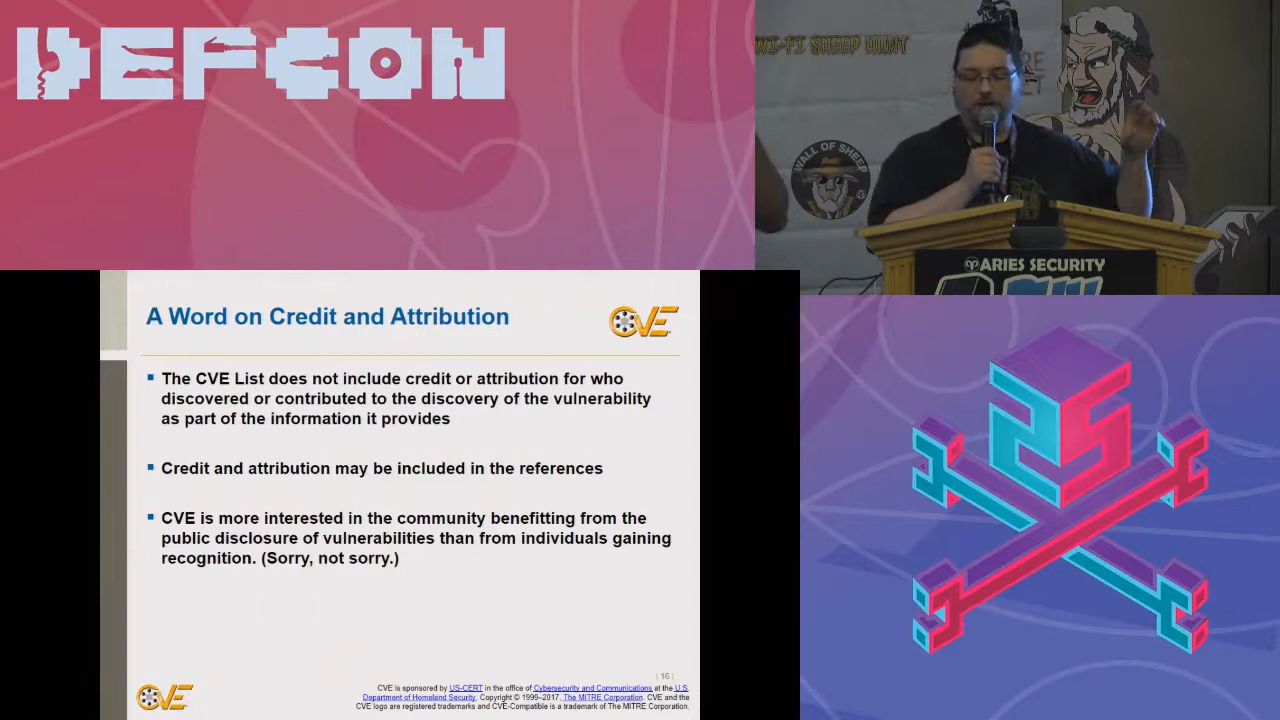 DEFCON
WI-FI SHEEP HUNT
WALL OF SHEEP
ARIES SECURITY
25
A Word on Credit and Attribution
CVE
The CVE List does not include credit or attribution for who
discovered or contributed to the discovery of the vulnerability
as part of the information it provides
Credit and attribution may be included in the references
CVE is more interested in the community benefitting from the
public disclosure of vulnerabilities than from individuals gaining
recognition. (Sorry, not sorry.)
| 16 |
CVE
CVE is sponsored by US-CERT in the office of Cybersecurity and Communications at the U.S.
Department of Homeland Security. Copyright © 1999–2017, The MITRE Corporation. CVE and the
CVE logo are registered trademarks and CVE-Compatible is a trademark of The MITRE Corporation.